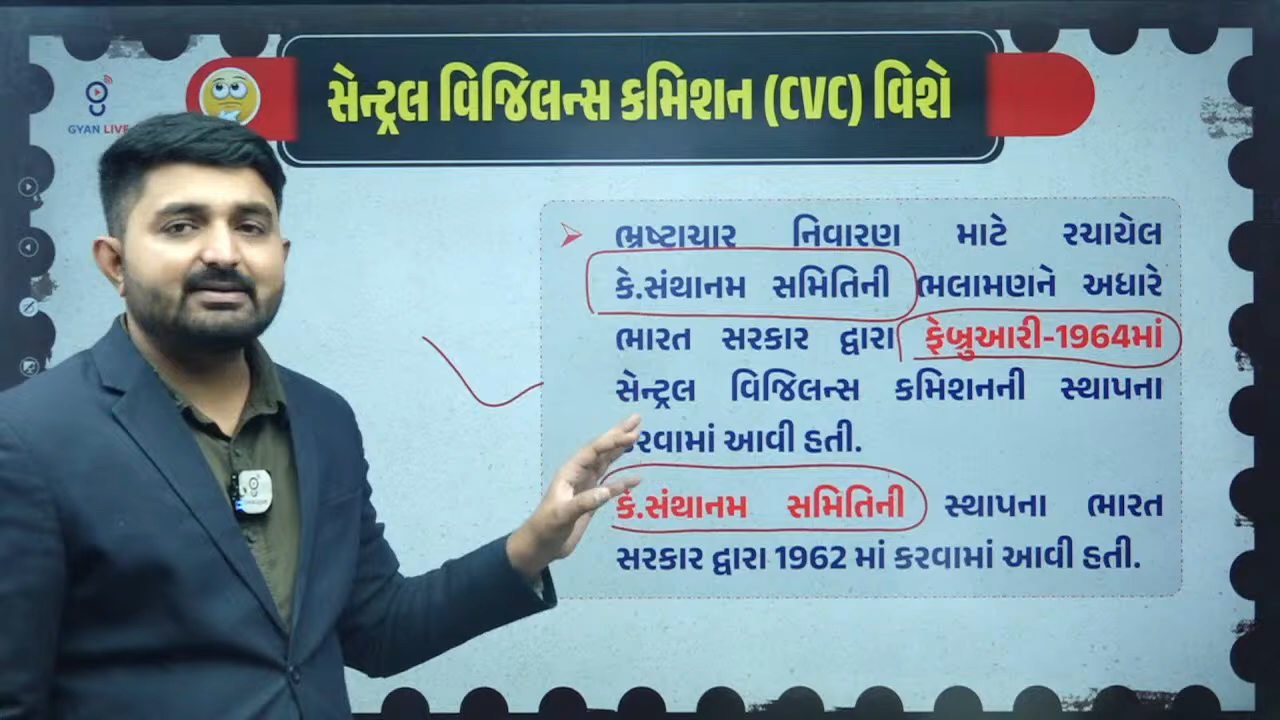 સેન્ટ્રલ વિજિલન્સ કમિશન (CVC) વિશે
GYAN LIVE
ભ્રષ્ટાચાર નિવારણ માટે રચાયેલ
કે.સંથાનમ સમિતિની ભલામણને અધારે
ભારત સરકાર દ્વારા ફેબ્રુઆરી-1964માં
સેન્ટ્રલ વિજિલન્સ કમિશનની સ્થાપના
કરવામાં આવી હતી.
કે.સંથાનમ સમિતિની સ્થાપના ભારત
સરકાર દ્વારા 1962 માં કરવામાં આવી હતી.